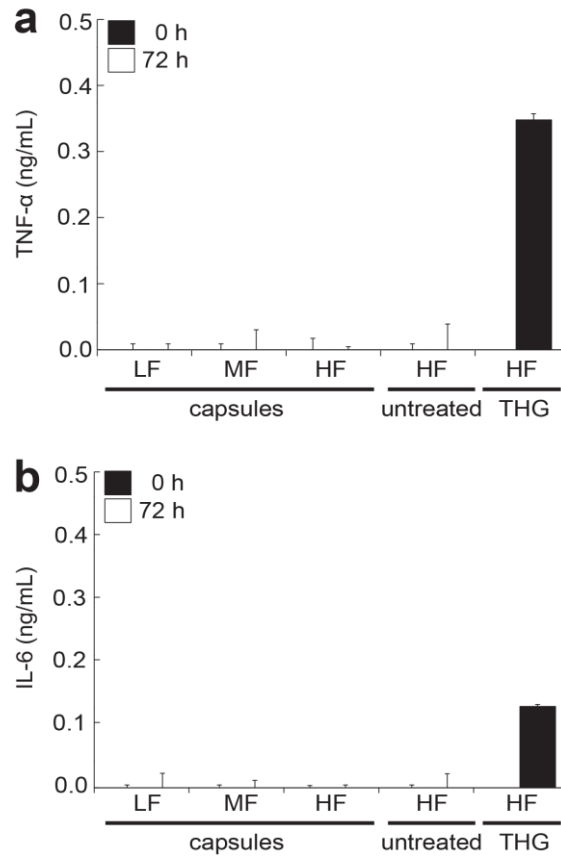 a
0 h
72 h
TNF-α (ng/mL)
0.5
0.4
0.3
0.2
0.1
0.0
LF MF HF HF HF
capsules untreated THG
b
0 h
72 h
IL-6 (ng/mL)
0.5
0.4
0.3
0.2
0.1
0.0
LF MF HF HF HF
capsules untreated THG